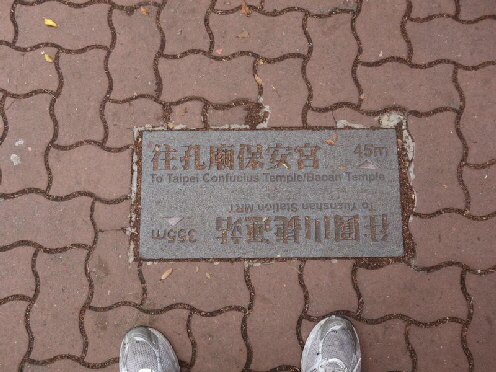 往孔廟保安宮 45m
To Taipei Confucius Temple/Baoan Temple
往圓山捷運站 355m
To Yuanshan Station MRT